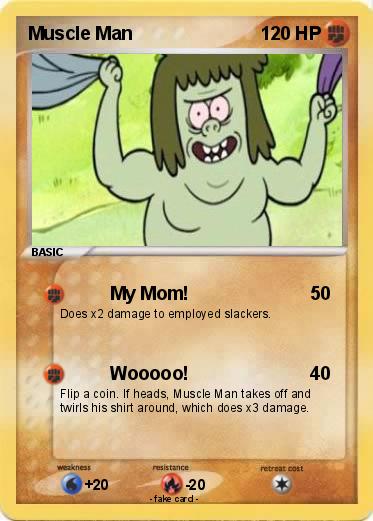 Muscle Man 120 HP
BASIC
My Mom! 50
Does x2 damage to employed slackers.
Wooooo! 40
Flip a coin. If heads, Muscle Man takes off and
twirls his shirt around, which does x3 damage.
weakness resistance retreat cost
+20 -20
- fake card -